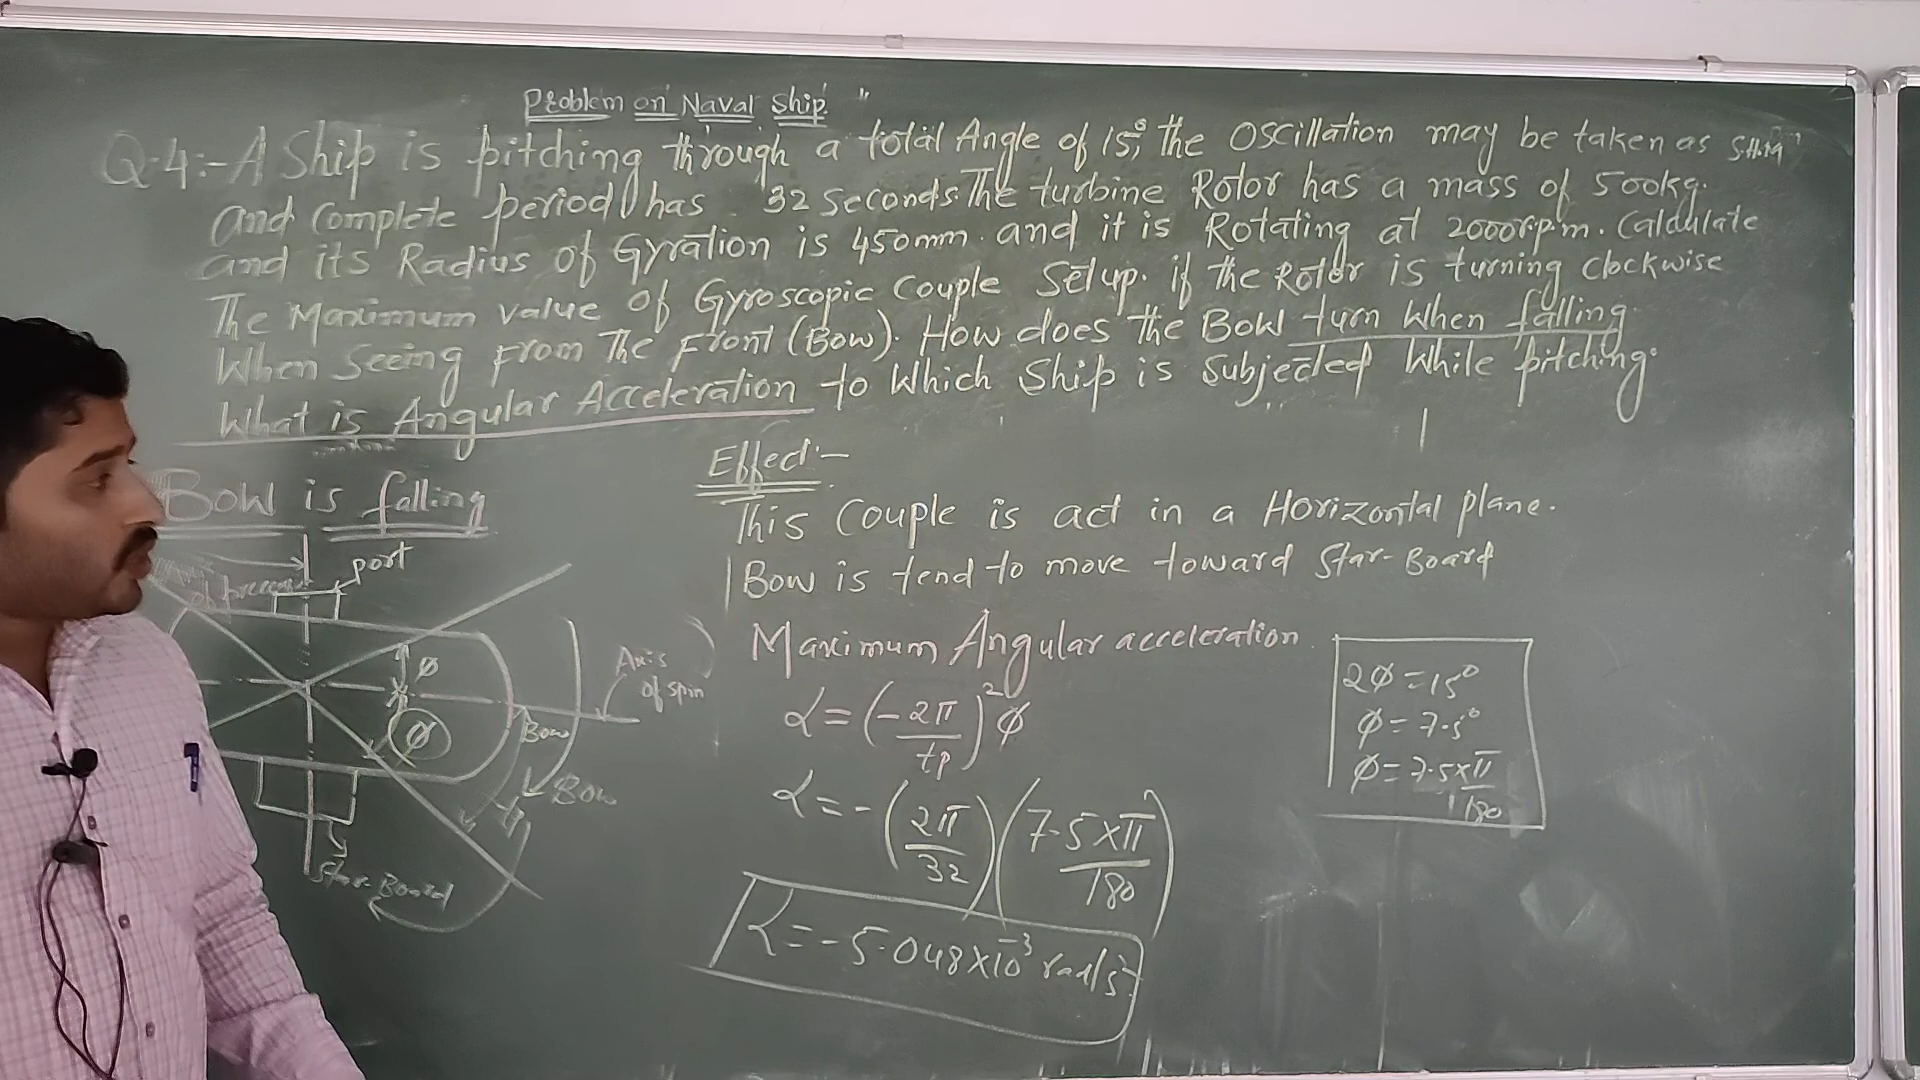 Problem on Naval Ship "
Q.4:- A Ship is pitching through a total Angle of 15°, the Oscillation may be taken as S.H.M
and Complete period has 32 Seconds. The turbine Rotor has a mass of 500kg.
and its Radius of Gyration is 450mm. and it is Rotating at 2000r.p.m. Calculate
The Maximum value of Gyroscopic Couple Setup. if the Rotor is turning Clockwise
When Seeing From The Front (Bow). How does the Bow turn When falling.
What is Angular Acceleration to Which Ship is Subjected While pitching.
Bow is falling
port
Axis
of spin
φ
φ
Bow
Bow
Star-Board
Effect:-
This Couple is act in a Horizontal plane.
Bow is tend to move toward Star-Board
Maximum Angular acceleration
α = (-2π/tp)² φ
α = - (2π/32) (7.5×π/180)
α = -5.048×10⁻³ rad/s²
2φ = 15°
φ = 7.5°
φ = 7.5×π/180